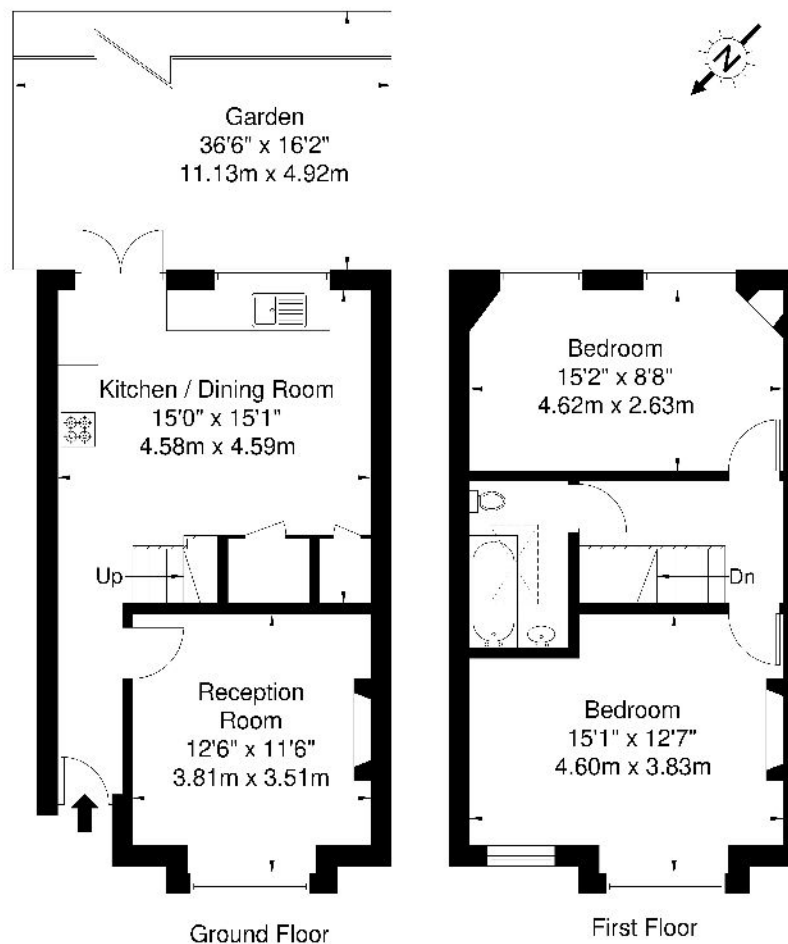 N
Garden
36'6" x 16'2"
11.13m x 4.92m
Kitchen / Dining Room
15'0" x 15'1"
4.58m x 4.59m
Up
Reception
Room
12'6" x 11'6"
3.81m x 3.51m
Ground Floor
Bedroom
15'2" x 8'8"
4.62m x 2.63m
Dn
Bedroom
15'1" x 12'7"
4.60m x 3.83m
First Floor